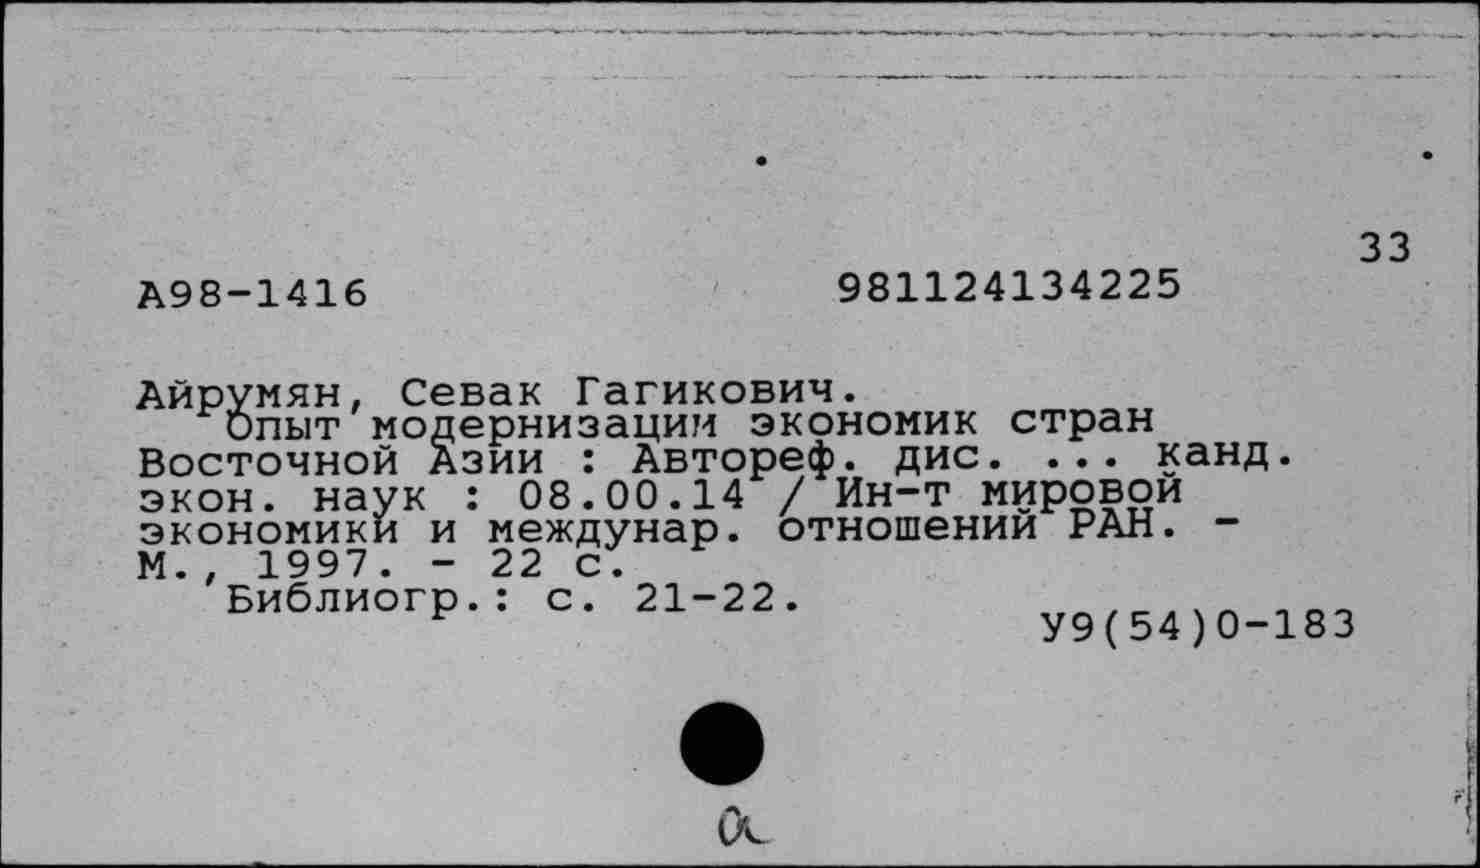 33
А98-1416 981124134225
Айрумян, Севак Гагикович.
Опыт модернизации экономик стран
Восточной Азии : Автореф. дис. ... канд.
экон. наук : 08.00.14 / Ин-т мировой
экономики и междунар. отношений РАН. -
М., 1997. - 22 с.
Библиогр.: с. 21-22.
У9(54)0-183